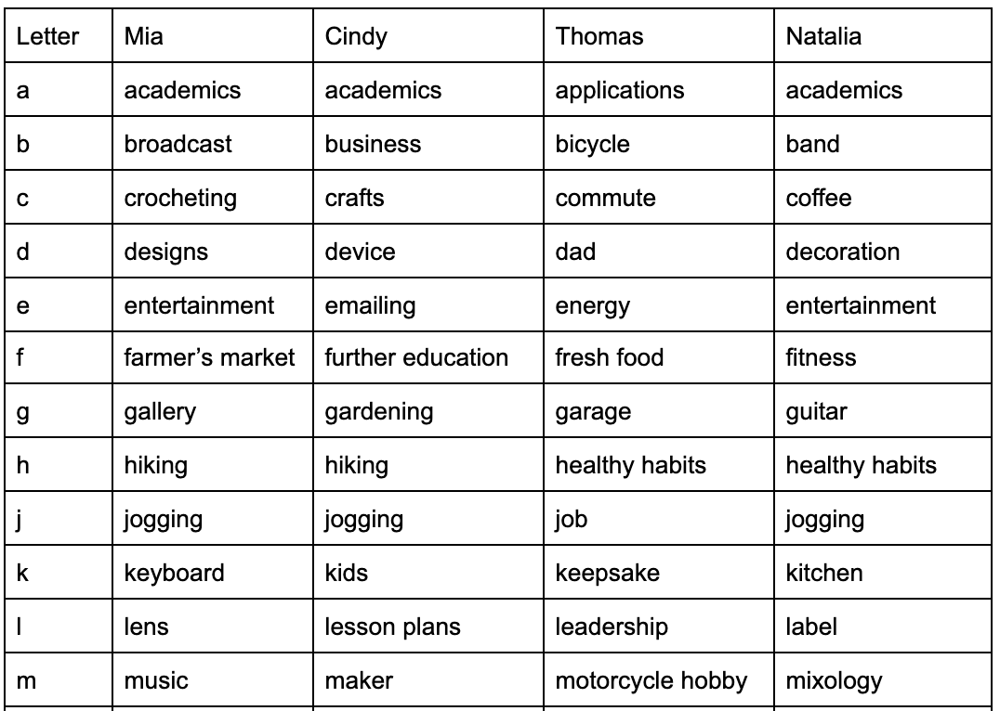 Letter Mia Cindy Thomas Natalia
a academics academics applications academics
b broadcast business bicycle band
c crocheting crafts commute coffee
d designs device dad decoration
e entertainment emailing energy entertainment
f farmer’s market further education fresh food fitness
g gallery gardening garage guitar
h hiking hiking healthy habits healthy habits
j jogging jogging job jogging
k keyboard kids keepsake kitchen
l lens lesson plans leadership label
m music maker motorcycle hobby mixology